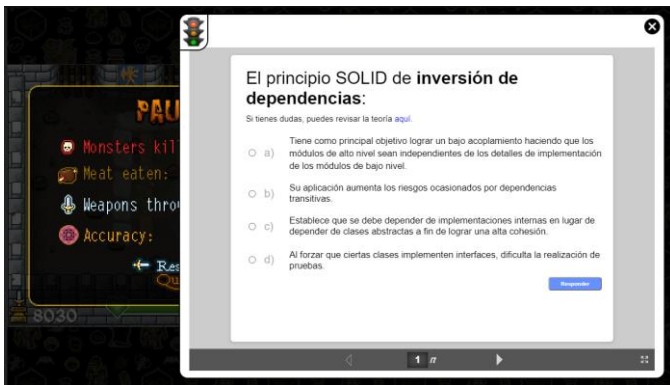 PAU
Monsters kil
Meat eaten:
Weapons thro
Accuracy:
Res
Qu
8030
El principio SOLID de inversión de
dependencias:
Si tienes dudas, puedes revisar la teoría aquí.
a) Tiene como principal objetivo lograr un bajo acoplamiento haciendo que los
módulos de alto nivel sean independientes de los detalles de implementación
de los módulos de bajo nivel.
b) Su aplicación aumenta los riesgos ocasionados por dependencias
transitivas.
c) Establece que se debe depender de implementaciones internas en lugar de
depender de clases abstractas a fin de lograr una alta cohesión.
d) Al forzar que ciertas clases implementen interfaces, dificulta la realización de
pruebas.
Responder
1